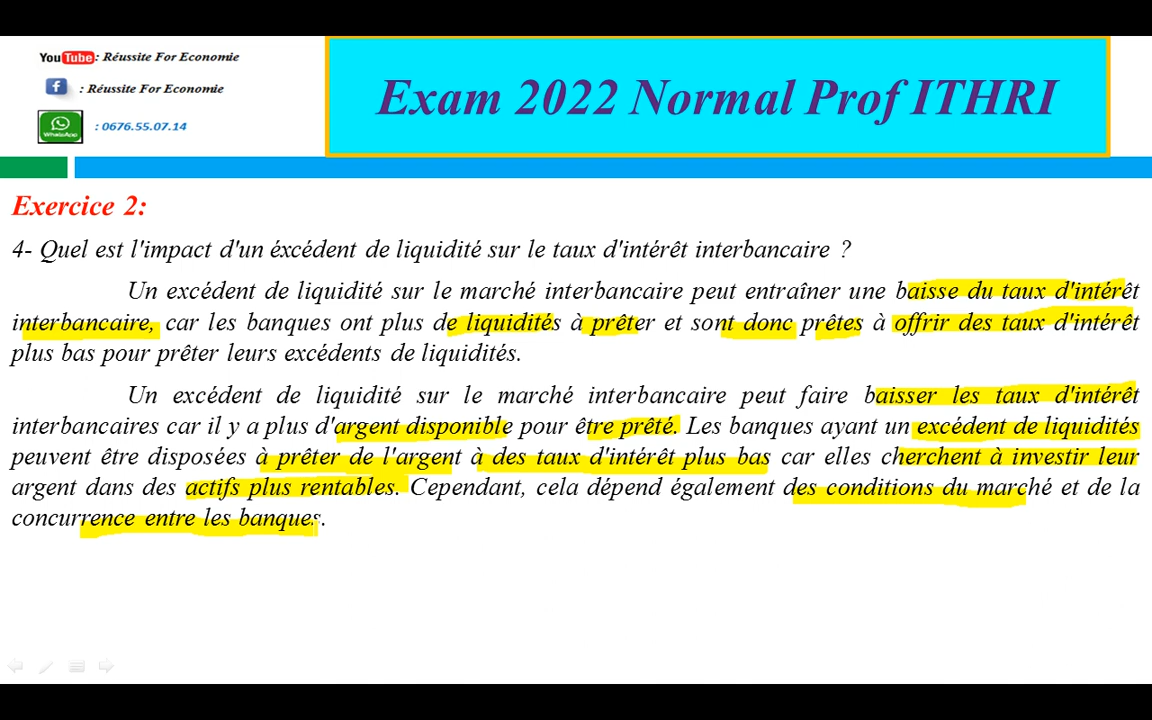 You Tube : Réussite For Economie
: Réussite For Economie
WhatsApp : 0676.55.07.14
Exam 2022 Normal Prof ITHRI
Exercice 2:
4- Quel est l'impact d'un éxcédent de liquidité sur le taux d'intérêt interbancaire ?
Un excédent de liquidité sur le marché interbancaire peut entraîner une baisse du taux d'intérêt
interbancaire, car les banques ont plus de liquidités à prêter et sont donc prêtes à offrir des taux d'intérêt
plus bas pour prêter leurs excédents de liquidités.
Un excédent de liquidité sur le marché interbancaire peut faire baisser les taux d'intérêt
interbancaires car il y a plus d'argent disponible pour être prêté. Les banques ayant un excédent de liquidités
peuvent être disposées à prêter de l'argent à des taux d'intérêt plus bas car elles cherchent à investir leur
argent dans des actifs plus rentables. Cependant, cela dépend également des conditions du marché et de la
concurrence entre les banques.